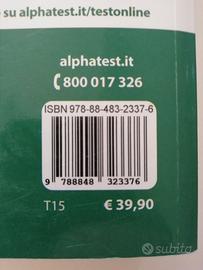 su alphatest.it/testonline
alphatest.it
800 017 326
ISBN 978-88-483-2337-6
9 788848 323376
T15 € 39,90
subito